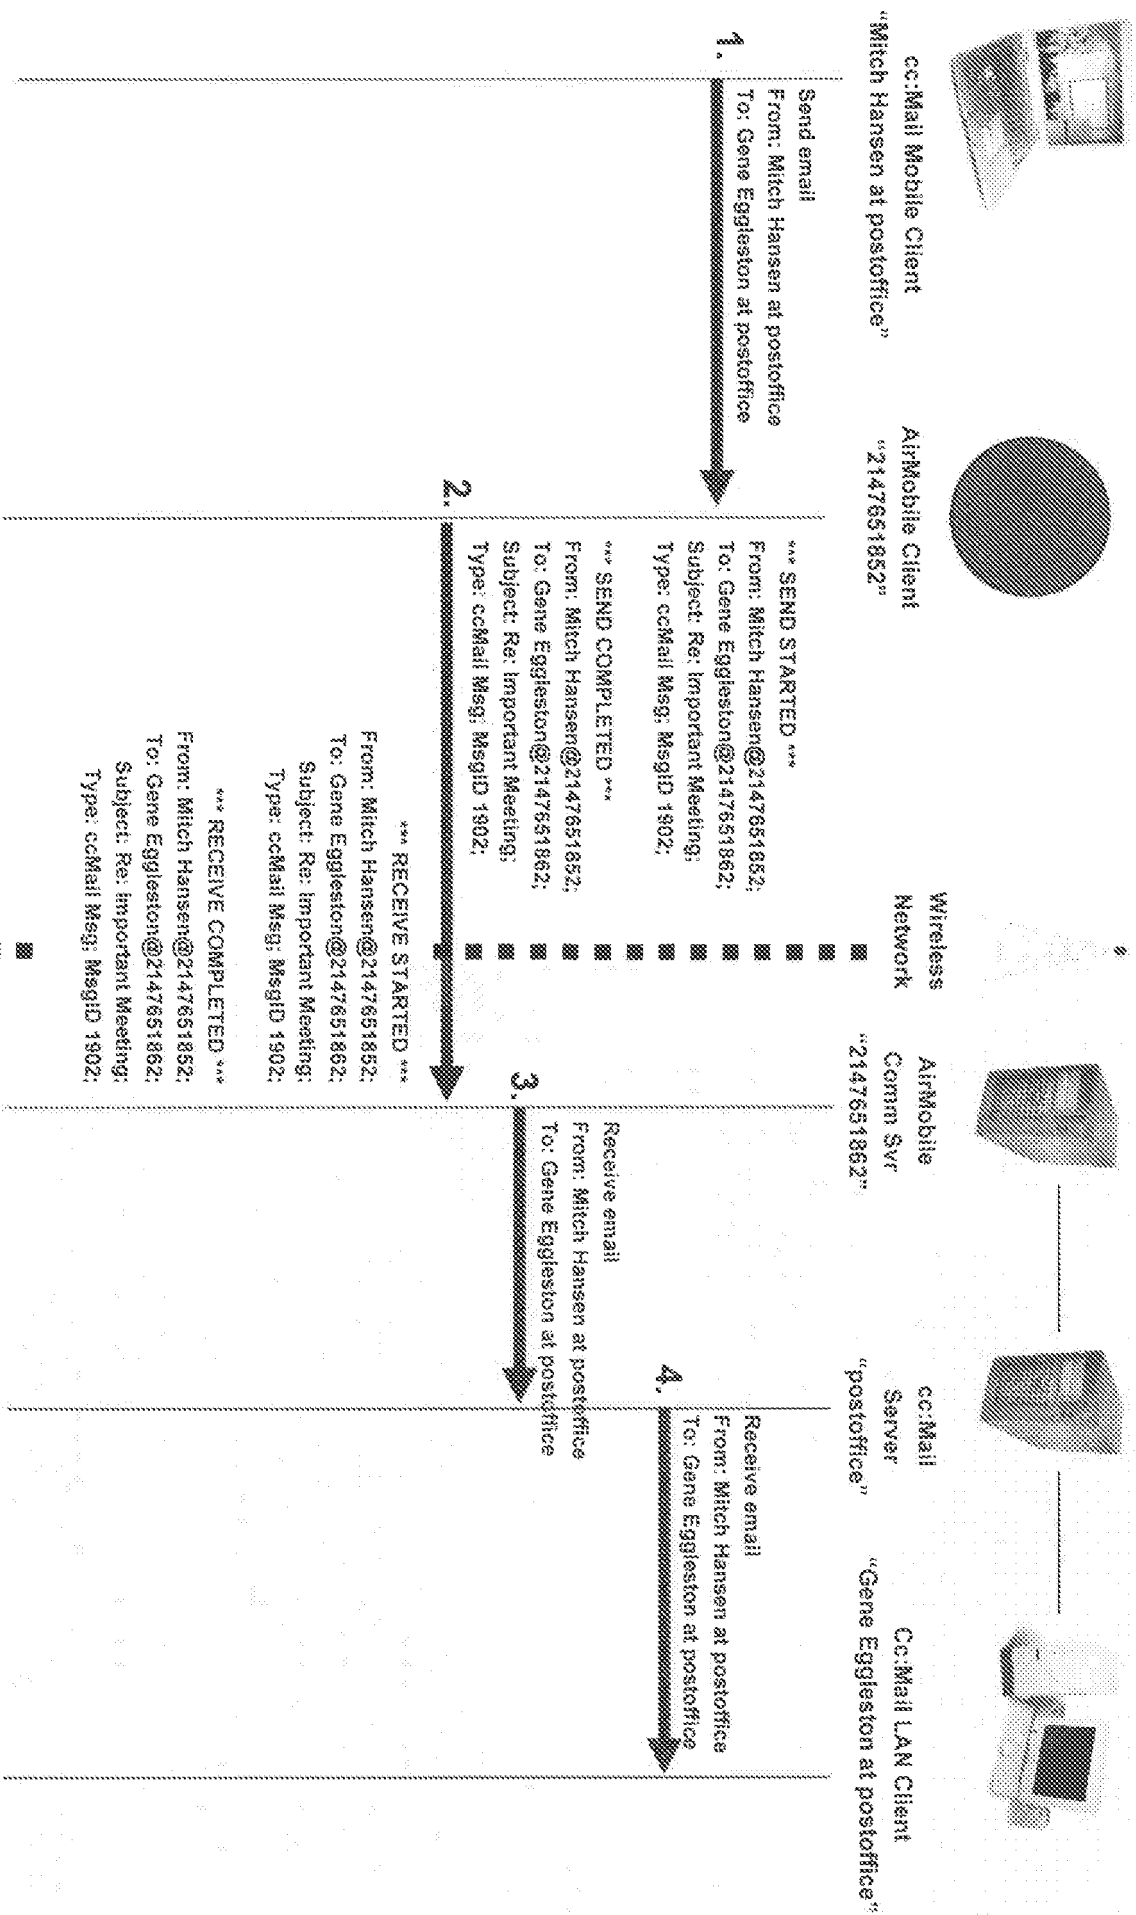 cc:Mail Mobile Client
“Mitch Hansen at postoffice”
AirMobile Client
“2147651852”
Wireless
Network
AirMobile
Comm Svr
“2147651862”
cc:Mail
Server
“postoffice”
Cc:Mail LAN Client
“Gene Eggleston at postoffice”
1.
Send email
From: Mitch Hansen at postoffice
To: Gene Eggleston at postoffice
*** SEND STARTED ***
From: Mitch Hansen@2147651852;
To: Gene Eggleston@2147651862;
Subject: Re: Important Meeting;
Type: ccMail Msg; MsgID 1902;
*** SEND COMPLETED ***
From: Mitch Hansen@2147651852;
To: Gene Eggleston@2147651862;
Subject: Re: Important Meeting;
Type: ccMail Msg; MsgID 1902;
2.
*** RECEIVE STARTED ***
From: Mitch Hansen@2147651852;
To: Gene Eggleston@2147651862;
Subject: Re: Important Meeting;
Type: ccMail Msg; MsgID 1902;
*** RECEIVE COMPLETED ***
From: Mitch Hansen@2147651852;
To: Gene Eggleston@2147651862;
Subject: Re: Important Meeting;
Type: ccMail Msg; MsgID 1902;
3.
Receive email
From: Mitch Hansen at postoffice
To: Gene Eggleston at postoffice
4.
Receive email
From: Mitch Hansen at postoffice
To: Gene Eggleston at postoffice